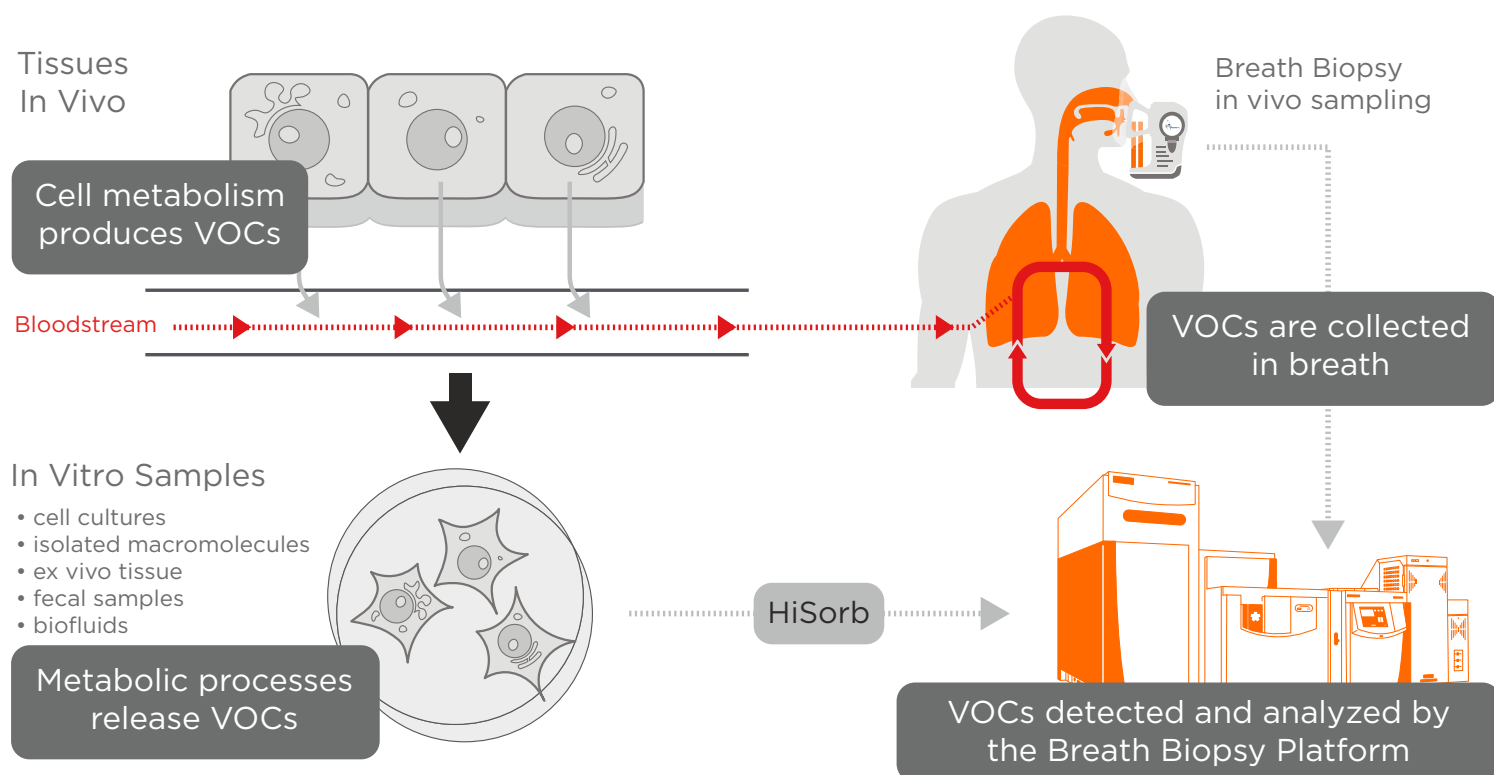 Tissues
In Vivo
Cell metabolism
produces VOCs
Bloodstream
Breath Biopsy
in vivo sampling
VOCs are collected
in breath
In Vitro Samples
• cell cultures
• isolated macromolecules
• ex vivo tissue
• fecal samples
• biofluids
Metabolic processes
release VOCs
HiSorb
VOCs detected and analyzed by
the Breath Biopsy Platform